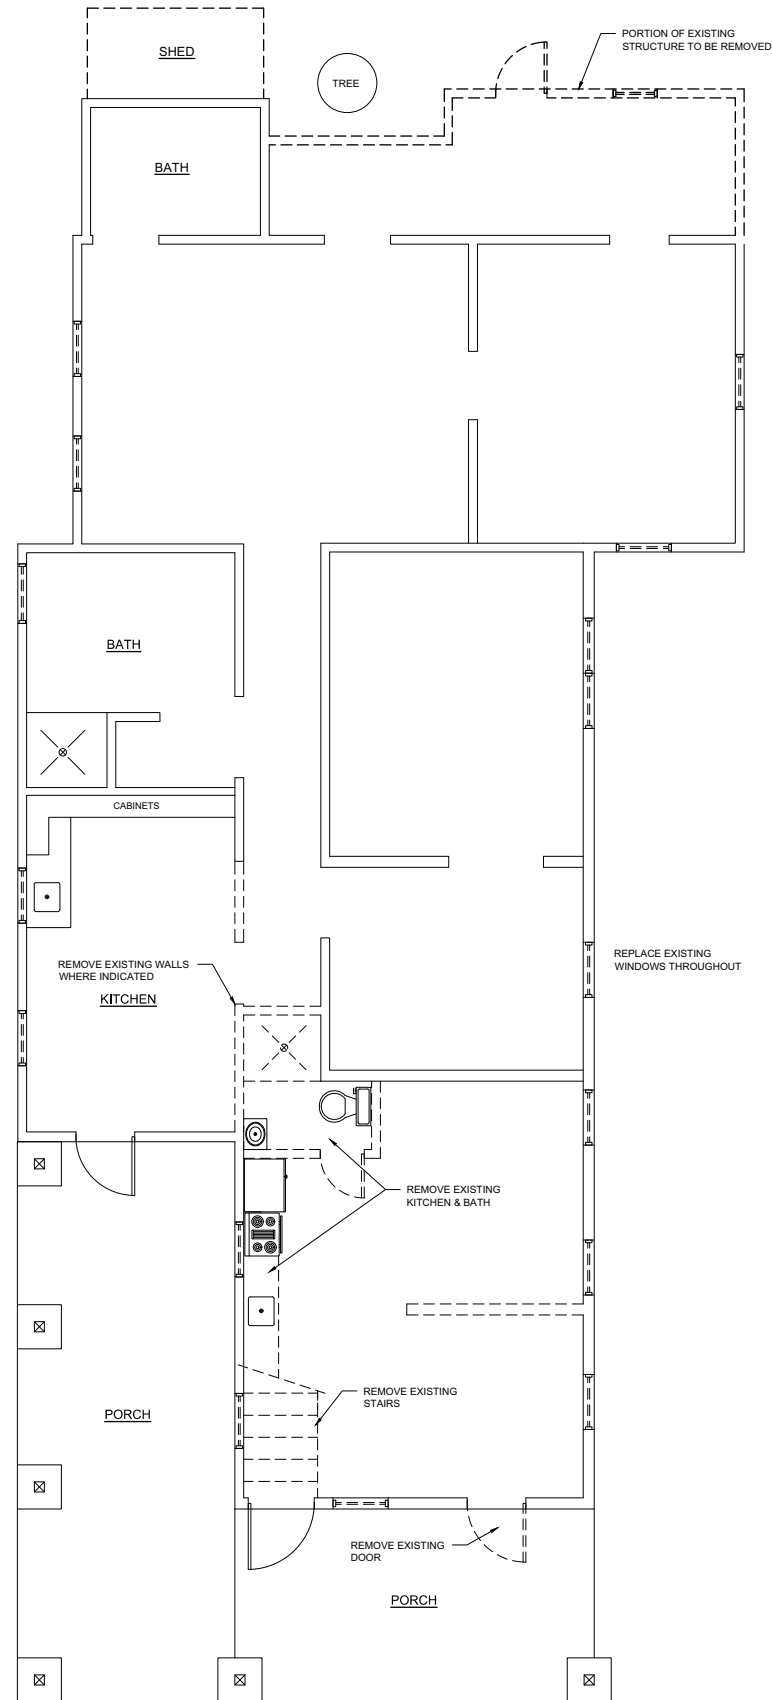 SHED
TREE
PORTION OF EXISTING
STRUCTURE TO BE REMOVED
BATH
BATH
CABINETS
REMOVE EXISTING WALLS
WHERE INDICATED
KITCHEN
REPLACE EXISTING
WINDOWS THROUGHOUT
REMOVE EXISTING
KITCHEN & BATH
REMOVE EXISTING
STAIRS
PORCH
REMOVE EXISTING
DOOR
PORCH